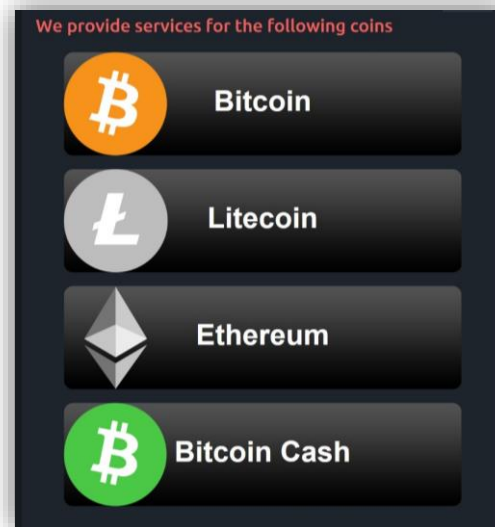 We provide services for the following coins
Bitcoin
Litecoin
Ethereum
Bitcoin Cash